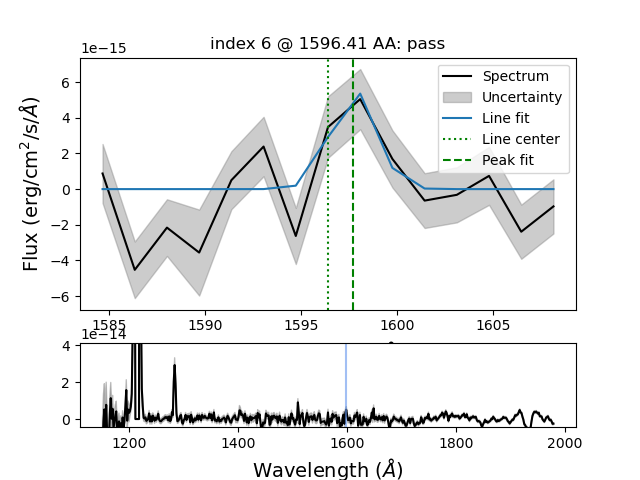 index 6 @ 1596.41 AA: pass
1e−15
Flux (erg/cm²/s/Å)
6
4
2
0
−2
−4
−6
Spectrum
Uncertainty
Line fit
Line center
Peak fit
1585 1590 1595 1600 1605
1e−14
4
2
0
1200 1400 1600 1800 2000
Wavelength (Å)